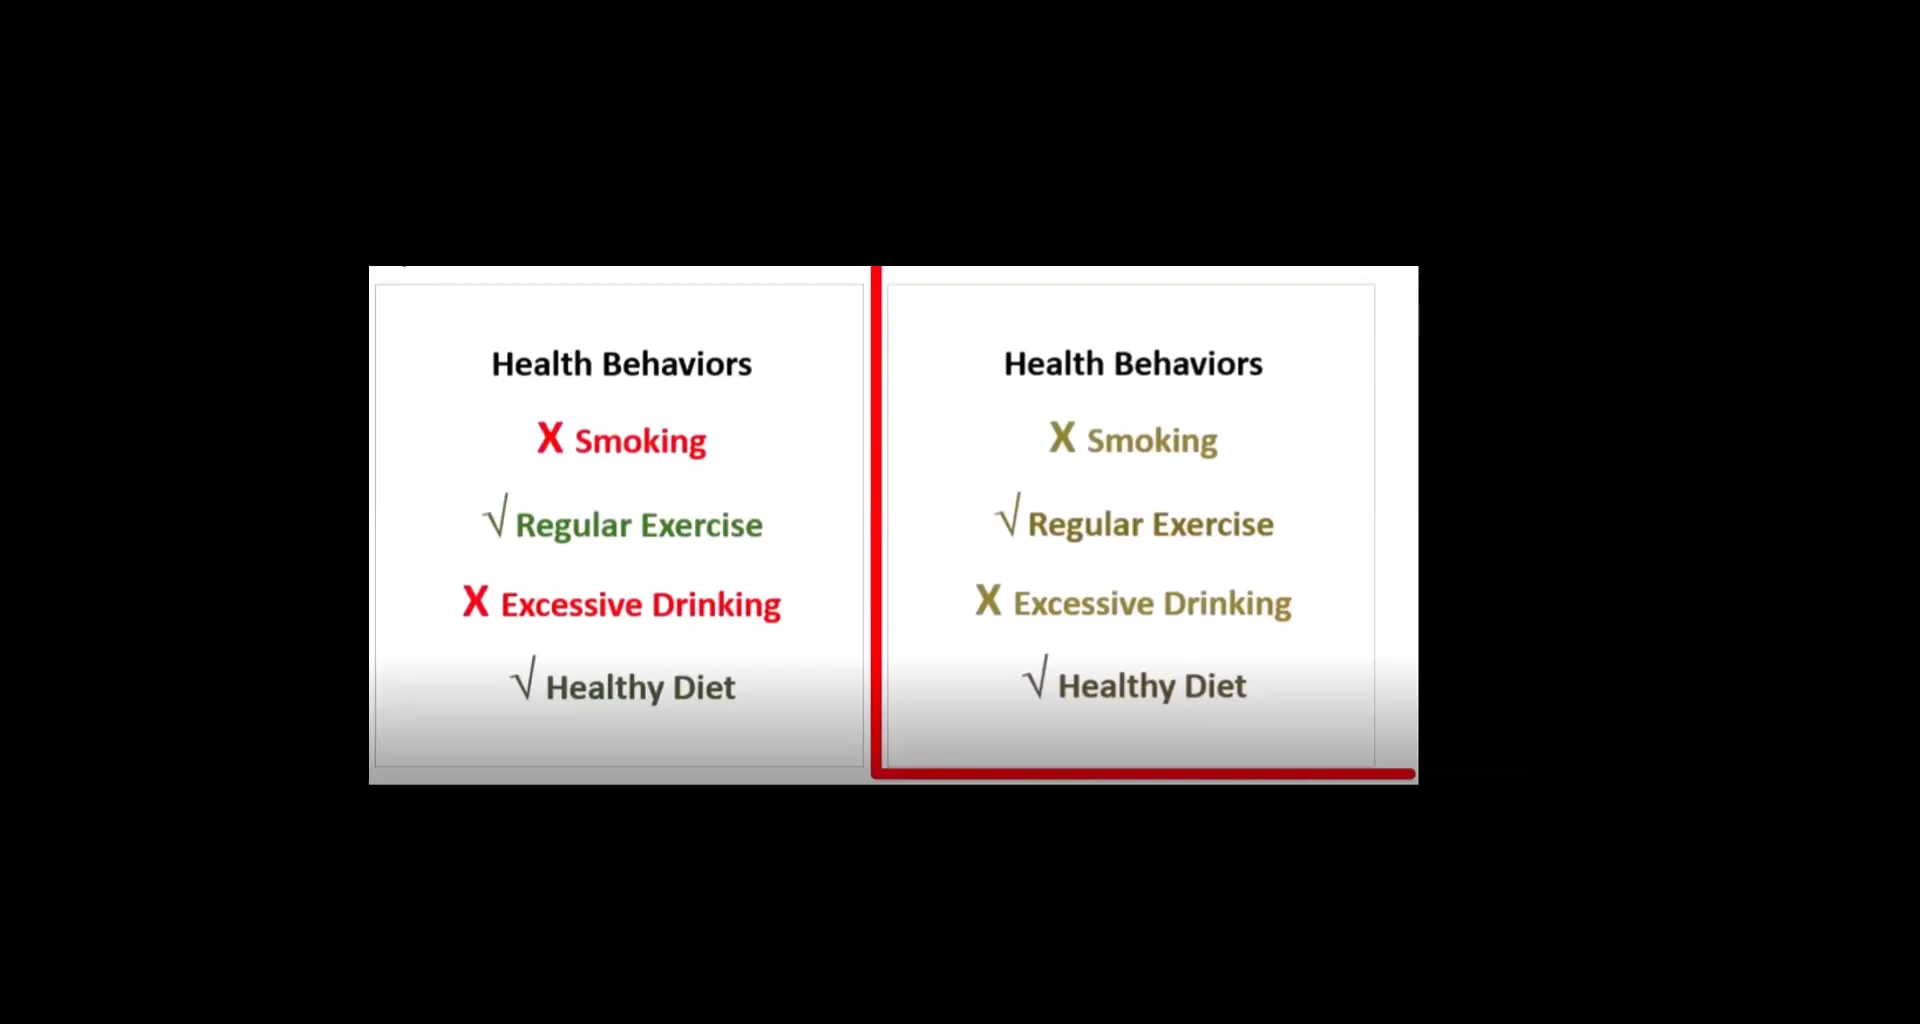 Health Behaviors
X Smoking
√ Regular Exercise
X Excessive Drinking
√ Healthy Diet
Health Behaviors
X Smoking
√ Regular Exercise
X Excessive Drinking
√ Healthy Diet